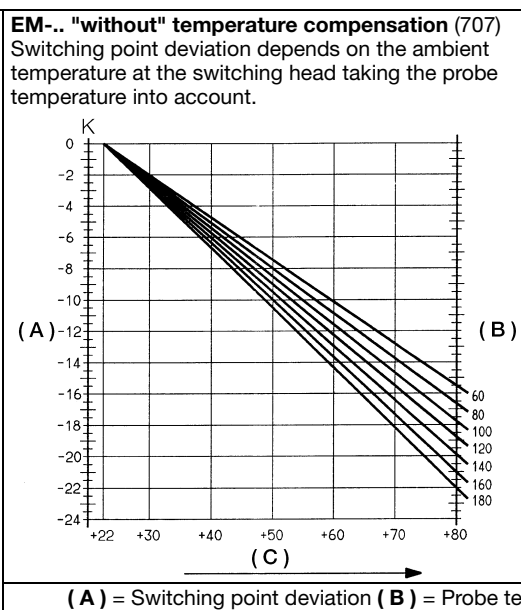 EM-.. "without" temperature compensation (707)
Switching point deviation depends on the ambient
temperature at the switching head taking the probe
temperature into account.
K
0
-2
-4
-6
-8
-10
(A) -12 (B)
-14
-16
-18
-20
-22
-24
60
80
100
120
140
160
180
+22 +30 +40 +50 +60 +70 +80
(C)
(A) = Switching point deviation (B) = Probe te